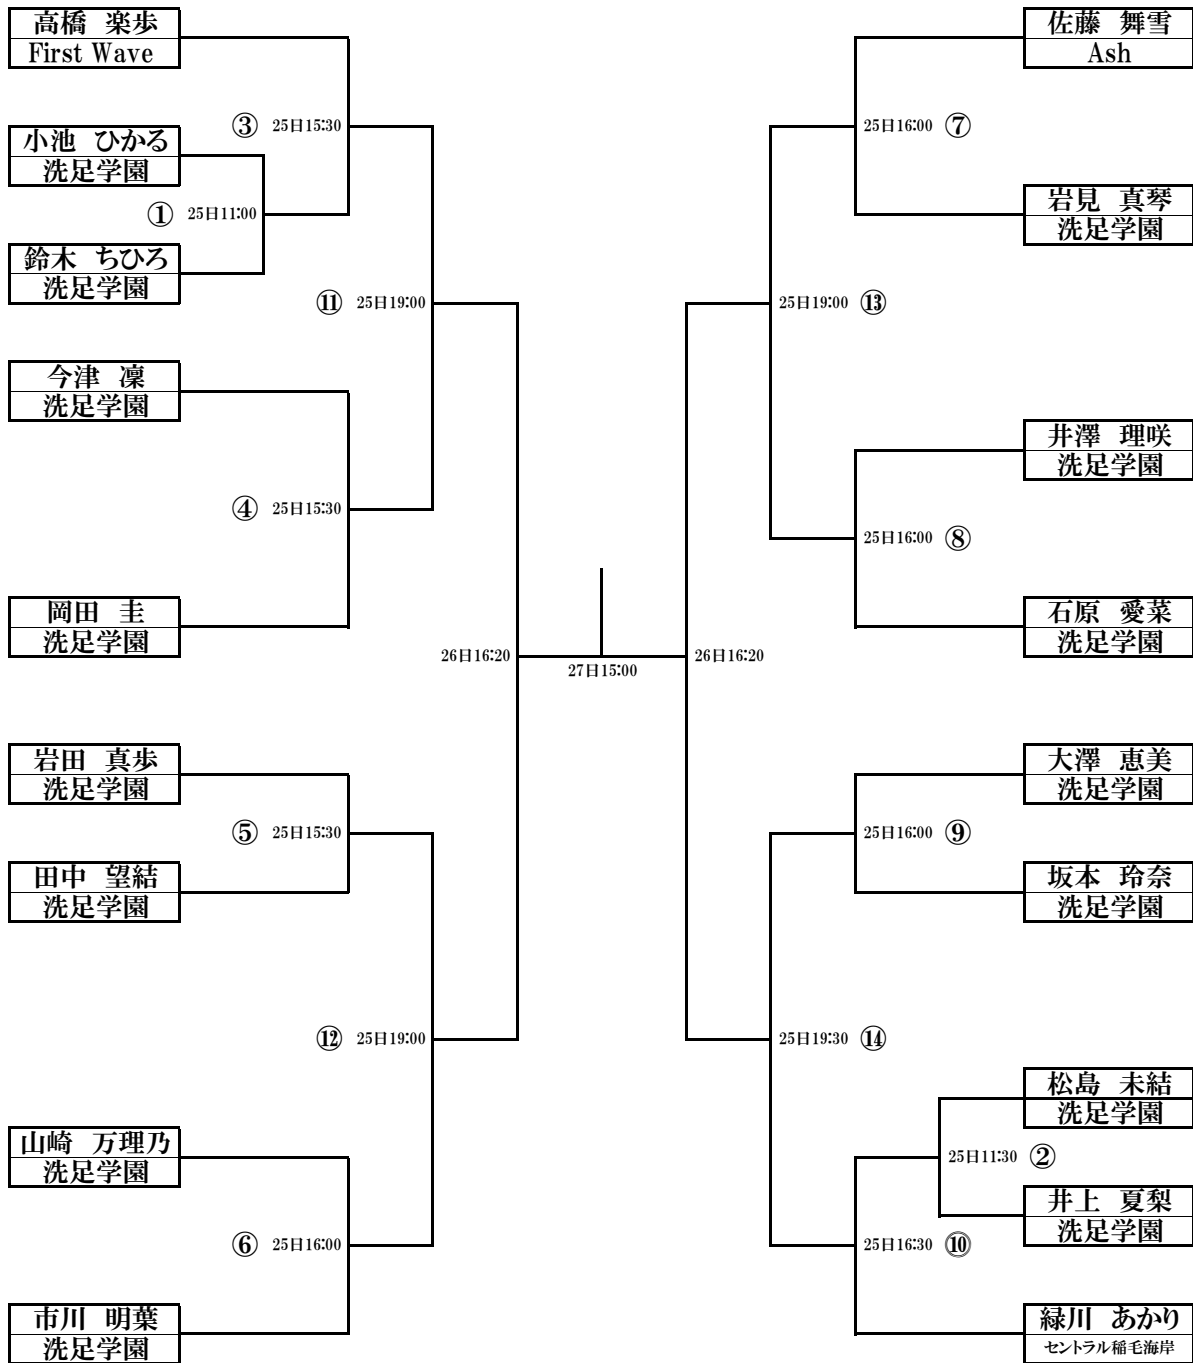 高橋 楽歩
First Wave
③ 25日15:30
小池 ひかる
洗足学園
① 25日11:00
鈴木 ちひろ
洗足学園
⑪ 25日19:00
今津 凜
洗足学園
④ 25日15:30
岡田 圭
洗足学園
26日16:20
岩田 真歩
洗足学園
⑤ 25日15:30
田中 望結
洗足学園
⑫ 25日19:00
山崎 万理乃
洗足学園
⑥ 25日16:00
市川 明葉
洗足学園
27日15:00
佐藤 舞雪
Ash
25日16:00 ⑦
岩見 真琴
洗足学園
25日19:00 ⑬
井澤 理咲
洗足学園
25日16:00 ⑧
石原 愛菜
洗足学園
26日16:20
大澤 恵美
洗足学園
25日16:00 ⑨
坂本 玲奈
洗足学園
25日19:30 ⑭
松島 未結
洗足学園
25日11:30 ②
井上 夏梨
洗足学園
25日16:30 ⑩
緑川 あかり
セントラル稲毛海岸